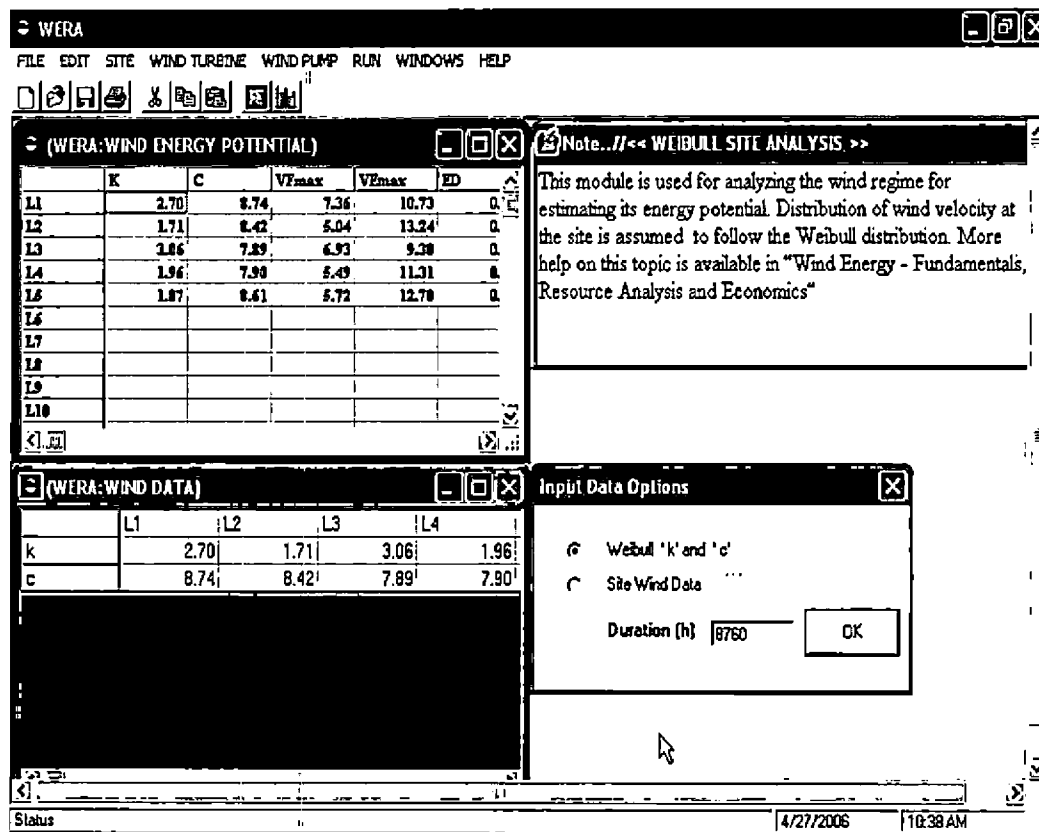 WERA
FILE EDIT SITE WIND TURBINE WIND PUMP RUN WINDOWS HELP
(WERA:WIND ENERGY POTENTIAL)
K C VFmax VEmax ED
L1 2.70 8.74 7.36 10.73 0.
L2 1.71 8.42 5.04 13.24 0.
L3 3.06 7.89 6.93 9.30 0.
L4 1.96 7.90 5.49 11.31 0.
L5 1.87 8.61 5.72 12.70 0.
L6
L7
L8
L9
L10
Note..//<< WEIBULL SITE ANALYSIS >>
This module is used for analyzing the wind regime for
estimating its energy potential. Distribution of wind velocity at
the site is assumed to follow the Weibull distribution. More
help on this topic is available in "Wind Energy - Fundamentals,
Resource Analysis and Economics"
(WERA:WIND DATA)
L1 L2 L3 L4
k 2.70 1.71 3.06 1.96
c 8.74 8.42 7.89 7.90
Input Data Options
Weibull 'k' and 'c'
Site Wind Data
Duration (h) 8760 OK
Status 4/27/2006 10:38 AM